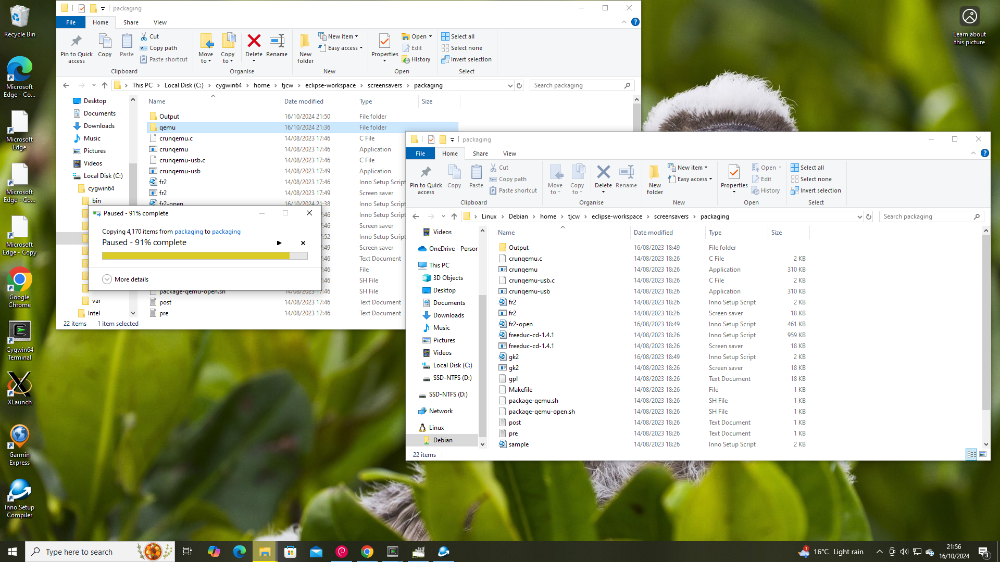 Recycle Bin
Microsoft
Edge - Co...
Microsoft
Edge
Microsoft
Edge - Co...
Microsoft
Edge - Copy
Google
Chrome
Cygwin64
Terminal
XLaunch
Garmin
Express
Inno Setup
Compiler
Learn about
this picture
packaging
File Home Share View
Pin to Quick
access
Copy
Paste
Cut
Copy path
Paste shortcut
Clipboard
Move
to
Copy
to
Delete
Rename
Organise
New
folder
New item
Easy access
New
Properties
Open
Edit
History
Open
Select all
Select none
Invert selection
Select
This PC > Local Disk (C:) > cygwin64 > home > tjcw > eclipse-workspace > screensavers > packaging
Search packaging
Desktop
Documents
Downloads
Music
Pictures
Videos
Local Disk (C:)
cygwin64
bin
var
Intel
Name Date modified Type Size
Output 16/10/2024 21:50 File folder
qemu 16/10/2024 21:36 File folder
crunqemu.c 14/08/2023 17:46 C File
crunqemu 14/08/2023 17:46 Application
crunqemu-usb.c 14/08/2023 17:46 C File
crunqemu-usb 14/08/2023 17:49 Application
fr2 14/08/2023 17:46 Inno Setup Script
fr2 14/08/2023 17:49 Screen saver
fr2-open 16/10/2024 21:38 Inno Setup Script
7:46 Inno Setup Script
7:46 Screen saver
7:52 Inno Setup Script
7:49 Screen saver
7:46 Text Document
7:46 File
7:46 SH File
package-qemu-open.sh 14/08/2023 17:46 SH File
post 14/08/2023 17:46 Text Document
pre 14/08/2023 17:46 Text Document
22 items 1 item selected
Paused - 91% complete
Copying 4,170 items from packaging to packaging
Paused - 91% complete
More details
packaging
File Home Share View
Pin to Quick
access
Copy
Paste
Cut
Copy path
Paste shortcut
Clipboard
Move
to
Copy
to
Delete
Rename
Organise
New
folder
New item
Easy access
New
Properties
Open
Edit
History
Open
Select all
Select none
Invert selection
Select
Linux > Debian > home > tjcw > eclipse-workspace > screensavers > packaging
Search packaging
Videos
OneDrive - Person
This PC
3D Objects
Desktop
Documents
Downloads
Music
Pictures
Videos
Local Disk (C:)
SSD-NTFS (D:)
SSD-NTFS (D:)
Network
Linux
Debian
Name Date modified Type Size
Output 16/08/2023 18:49 File folder
crunqemu.c 14/08/2023 18:26 C File 2 KB
crunqemu 14/08/2023 18:26 Application 310 KB
crunqemu-usb.c 14/08/2023 18:26 C File 2 KB
crunqemu-usb 14/08/2023 18:26 Application 310 KB
fr2 14/08/2023 18:26 Inno Setup Script 2 KB
fr2 14/08/2023 18:26 Screen saver 18 KB
fr2-open 16/08/2023 18:49 Inno Setup Script 461 KB
freeduc-cd-1.4.1 14/08/2023 18:26 Inno Setup Script 959 KB
freeduc-cd-1.4.1 14/08/2023 18:26 Screen saver 18 KB
gk2 16/08/2023 18:49 Inno Setup Script 2 KB
gk2 14/08/2023 18:26 Screen saver 18 KB
gpl 14/08/2023 18:26 Text Document 18 KB
Makefile 14/08/2023 18:26 File 1 KB
package-qemu.sh 14/08/2023 18:26 SH File 1 KB
package-qemu-open.sh 14/08/2023 18:26 SH File 1 KB
post 14/08/2023 18:26 Text Document 1 KB
pre 14/08/2023 18:26 Text Document 1 KB
sample 14/08/2023 18:26 Inno Setup Script 2 KB
22 items
Type here to search
1
16°C Light rain
21:56
16/10/2024
3